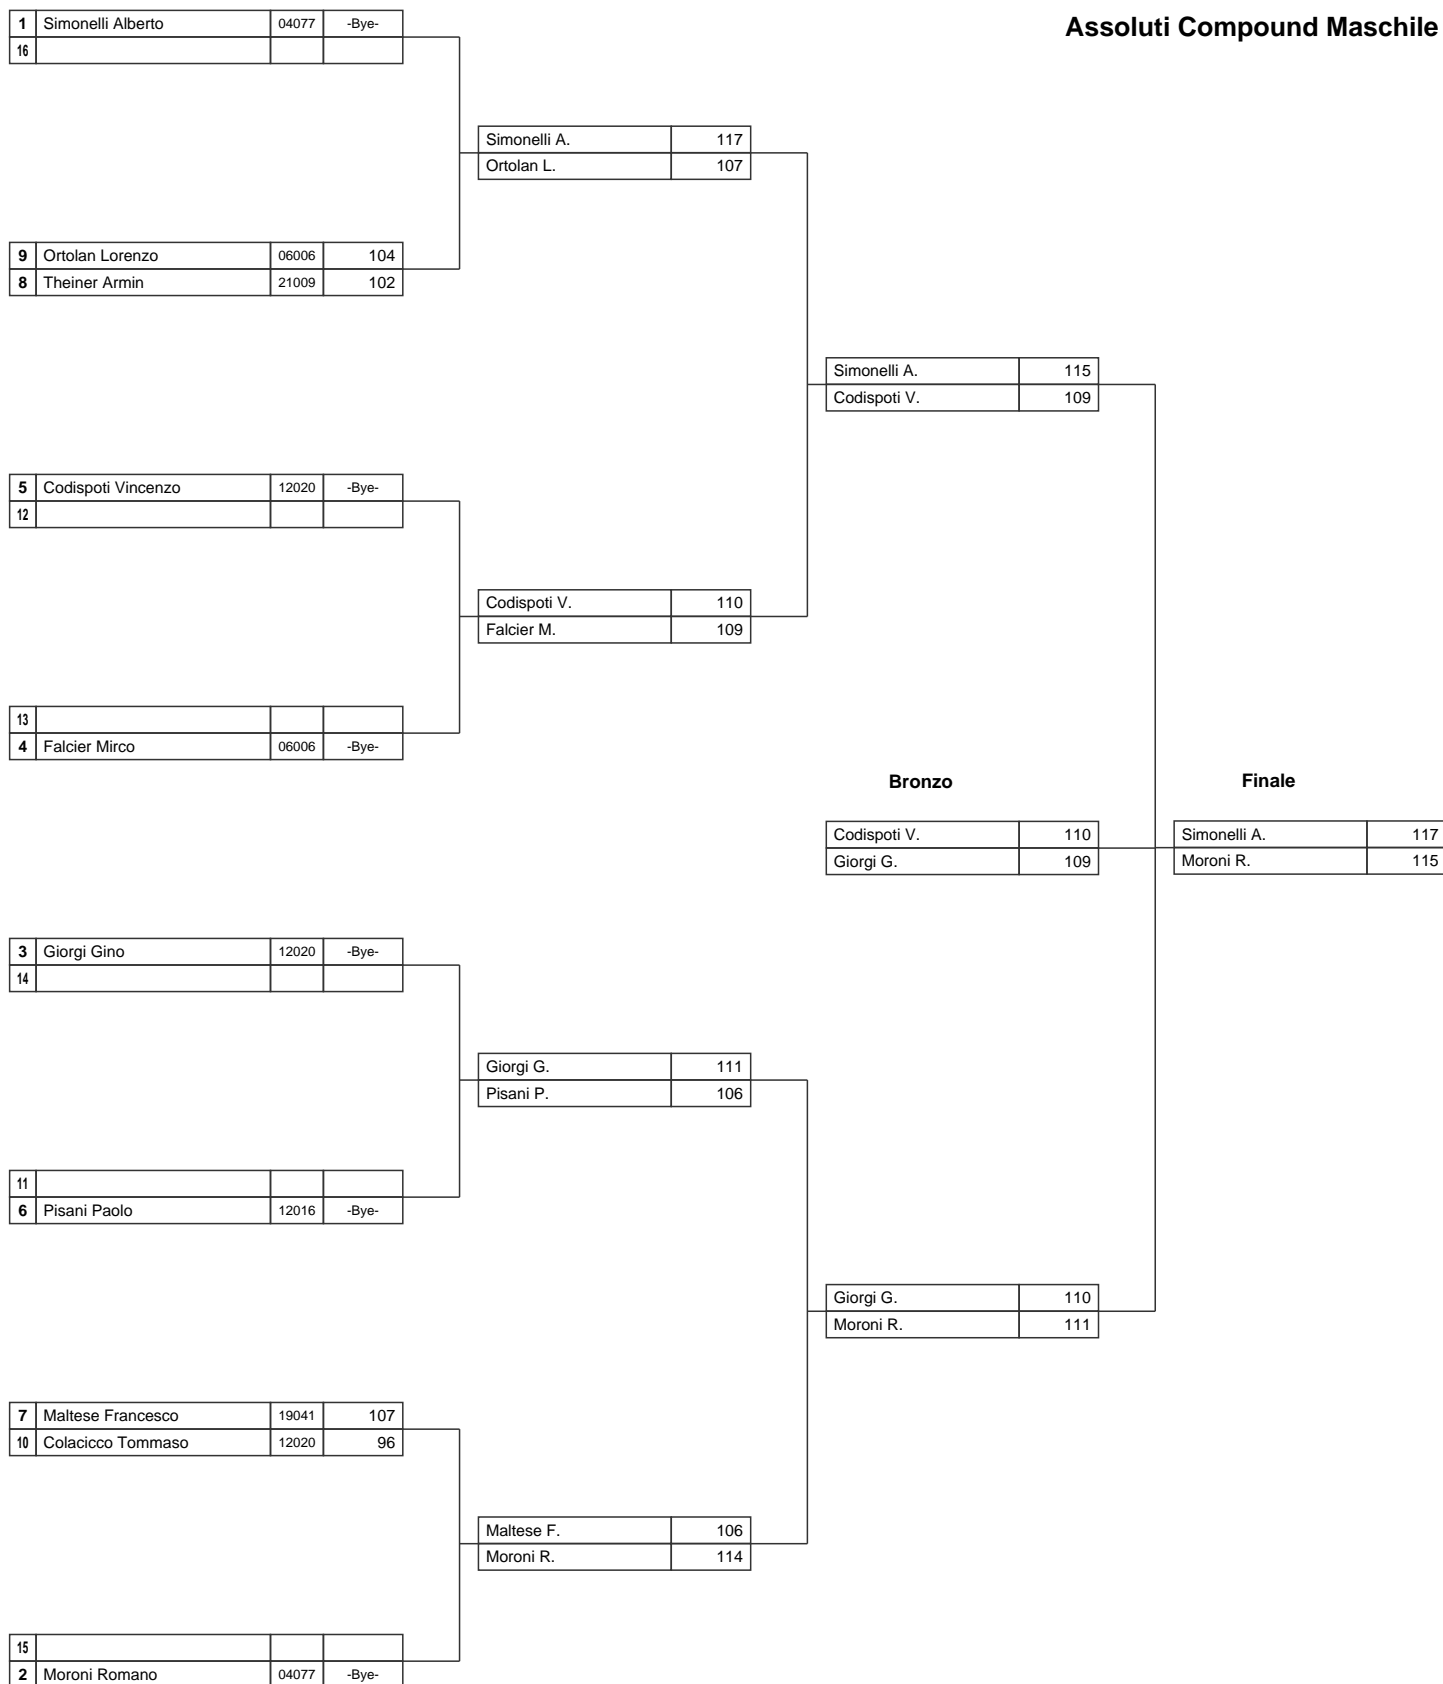 Assoluti Compound Maschile
1 Simonelli Alberto 04077 -Bye-
16
Simonelli A. 117
Ortolan L. 107
9 Ortolan Lorenzo 06006 104
8 Theiner Armin 21009 102
Simonelli A. 115
Codispoti V. 109
5 Codispoti Vincenzo 12020 -Bye-
12
Codispoti V. 110
Falcier M. 109
13
4 Falcier Mirco 06006 -Bye-
Bronzo
Finale
Codispoti V. 110
Giorgi G. 109
Simonelli A. 117
Moroni R. 115
3 Giorgi Gino 12020 -Bye-
14
Giorgi G. 111
Pisani P. 106
11
6 Pisani Paolo 12016 -Bye-
Giorgi G. 110
Moroni R. 111
7 Maltese Francesco 19041 107
10 Colacicco Tommaso 12020 96
Maltese F. 106
Moroni R. 114
15
2 Moroni Romano 04077 -Bye-